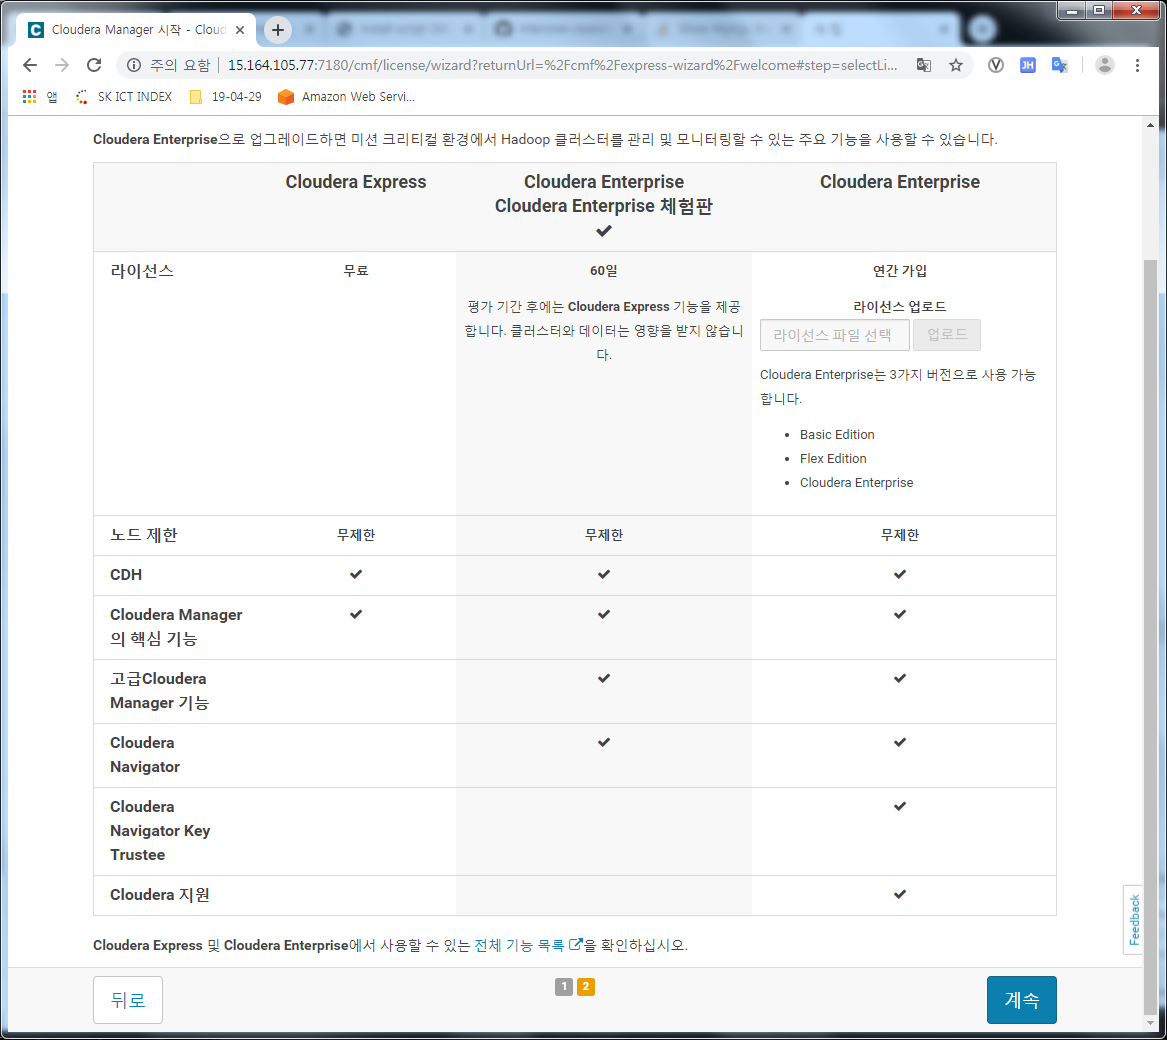 Cloudera Manager 시작 - Cloud
주의 요함
15.164.105.77:7180/cmf/license/wizard?returnUrl=%2Fcmf%2Fexpress-wizard%2Fwelcome#step=selectLi...
JH
앱
SK ICT INDEX
19-04-29
Amazon Web Servi...
Cloudera Enterprise으로 업그레이드하면 미션 크리티컬 환경에서 Hadoop 클러스터를 관리 및 모니터링할 수 있는 주요 기능을 사용할 수 있습니다.
Cloudera Express
Cloudera Enterprise
Cloudera Enterprise 체험판
Cloudera Enterprise
라이선스
무료
60일
평가 기간 후에는 Cloudera Express 기능을 제공
합니다. 클러스터와 데이터는 영향을 받지 않습니
다.
연간 가입
라이선스 업로드
라이선스 파일 선택
업로드
Cloudera Enterprise는 3가지 버전으로 사용 가능
합니다.
• Basic Edition
• Flex Edition
• Cloudera Enterprise
노드 제한
무제한
무제한
무제한
CDH
Cloudera Manager
의 핵심 기능
고급Cloudera
Manager 기능
Cloudera
Navigator
Cloudera
Navigator Key
Trustee
Cloudera 지원
Cloudera Express 및 Cloudera Enterprise에서 사용할 수 있는 전체 기능 목록 을 확인하십시오.
Feedback
뒤로
1
2
계속